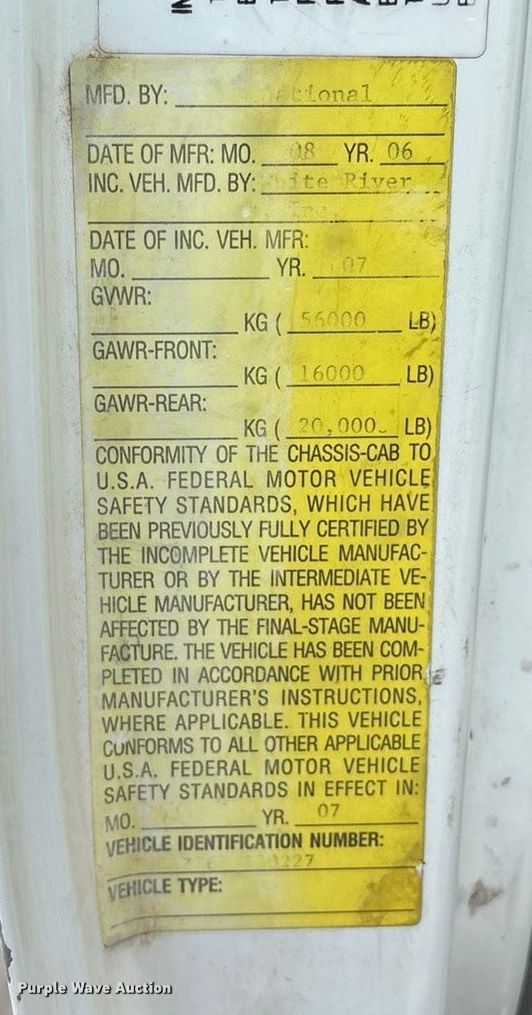 MFD. BY:
DATE OF MFR: MO. 08 YR. 06
INC. VEH. MFD. BY: ite River
DATE OF INC. VEH. MFR:
MO. YR. 07
GVWR:
KG ( 56000 LB)
GAWR-FRONT:
KG ( 16000 LB)
GAWR-REAR:
KG ( 20,000 LB)
CONFORMITY OF THE CHASSIS-CAB TO
U.S.A. FEDERAL MOTOR VEHICLE
SAFETY STANDARDS, WHICH HAVE
BEEN PREVIOUSLY FULLY CERTIFIED BY
THE INCOMPLETE VEHICLE MANUFAC-
TURER OR BY THE INTERMEDIATE VE-
HICLE MANUFACTURER, HAS NOT BEEN
AFFECTED BY THE FINAL-STAGE MANU-
FACTURE. THE VEHICLE HAS BEEN COM-
PLETED IN ACCORDANCE WITH PRIOR
MANUFACTURER'S INSTRUCTIONS,
WHERE APPLICABLE. THIS VEHICLE
CONFORMS TO ALL OTHER APPLICABLE
U.S.A. FEDERAL MOTOR VEHICLE
SAFETY STANDARDS IN EFFECT IN:
MO. YR. 07
VEHICLE IDENTIFICATION NUMBER:
VEHICLE TYPE:
Purple Wave Auction